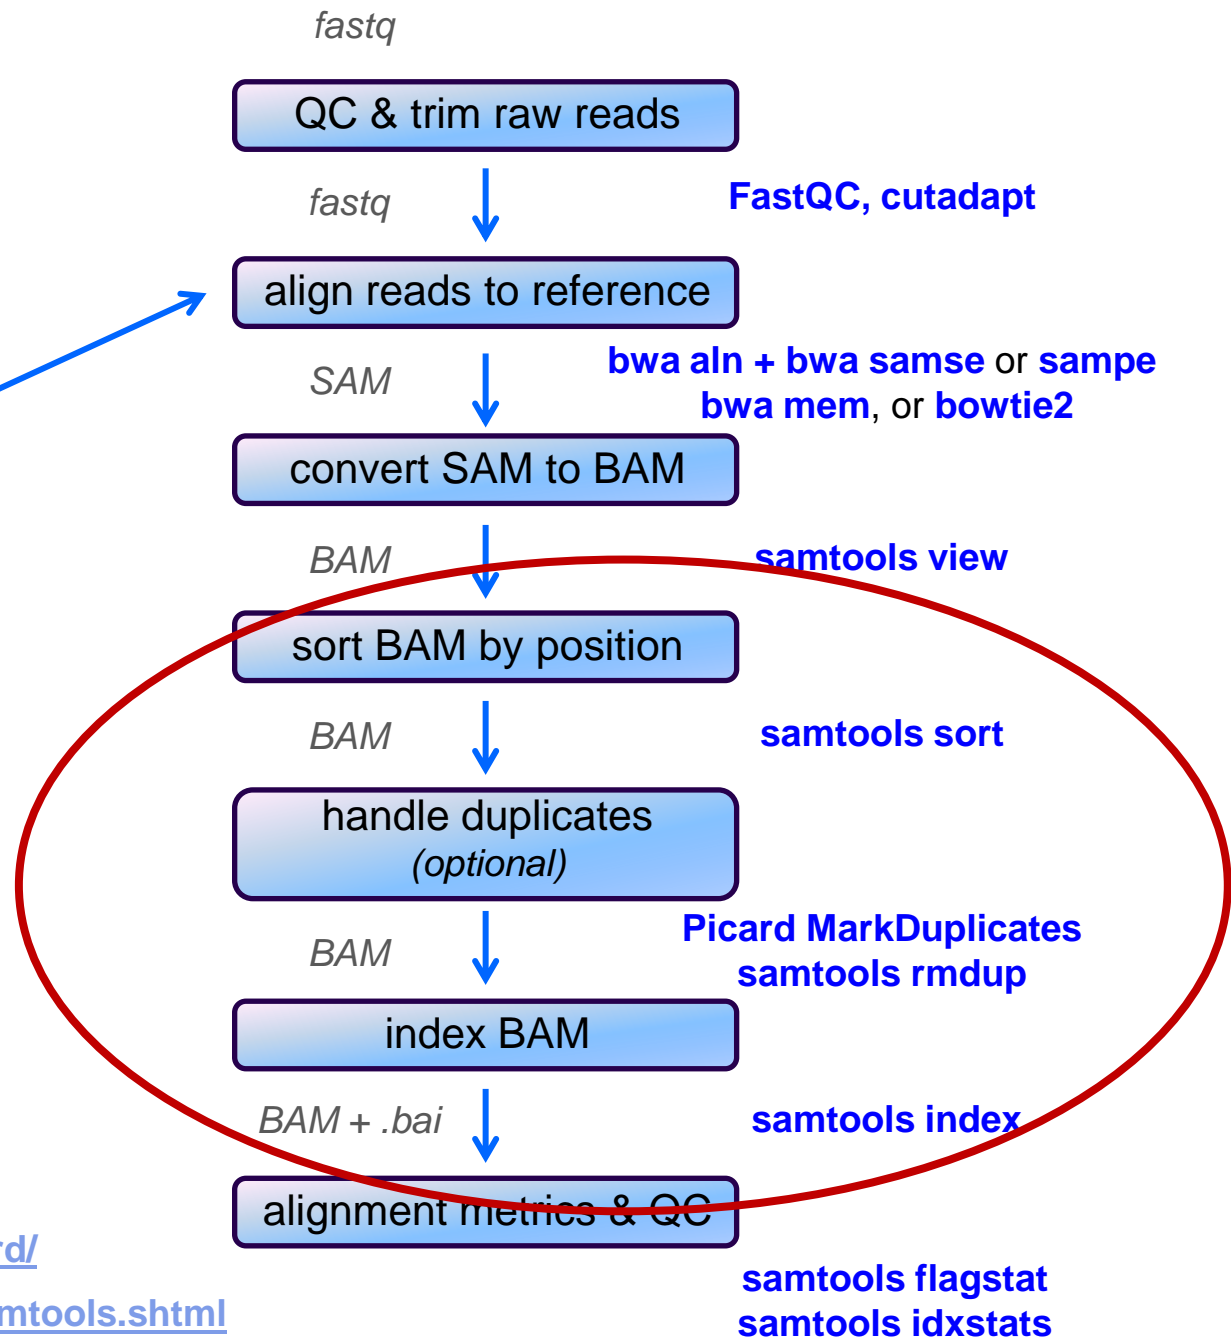 fastq
QC & trim raw reads
fastq
FastQC, cutadapt
align reads to reference
SAM
bwa aln + bwa samse or sampe
bwa mem, or bowtie2
convert SAM to BAM
BAM
samtools view
sort BAM by position
BAM
samtools sort
handle duplicates
(optional)
BAM
Picard MarkDuplicates
samtools rmdup
index BAM
BAM + .bai
samtools index
alignment metrics & QC
rd/
samtools flagstat
mtools.shtml
samtools idxstats